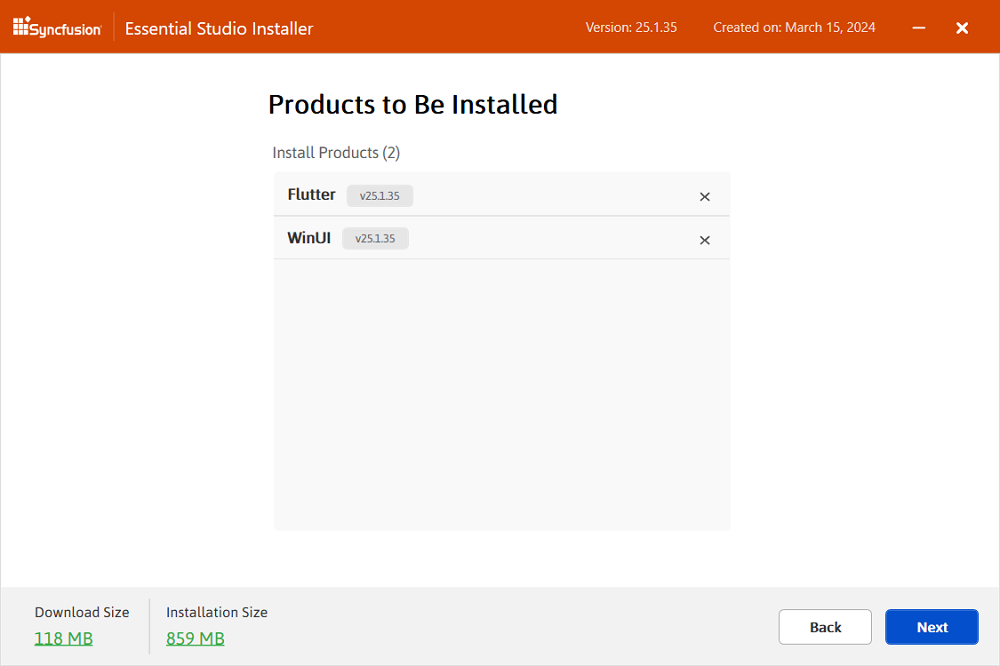 Syncfusion Essential Studio Installer Version: 25.1.35 Created on: March 15, 2024
Products to Be Installed
Install Products (2)
Flutter v25.1.35
WinUI v25.1.35
Download Size Installation Size
118 MB 859 MB
Back Next